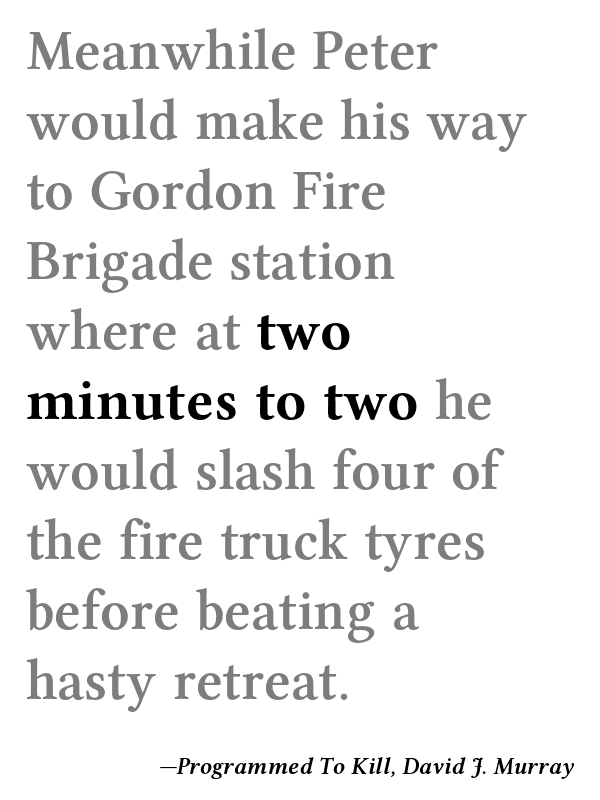 Meanwhile Peter
would make his way
to Gordon Fire
Brigade station
where at two
minutes to two he
would slash four of
the fire truck tyres
before beating a
hasty retreat.
—Programmed To Kill, David J. Murray